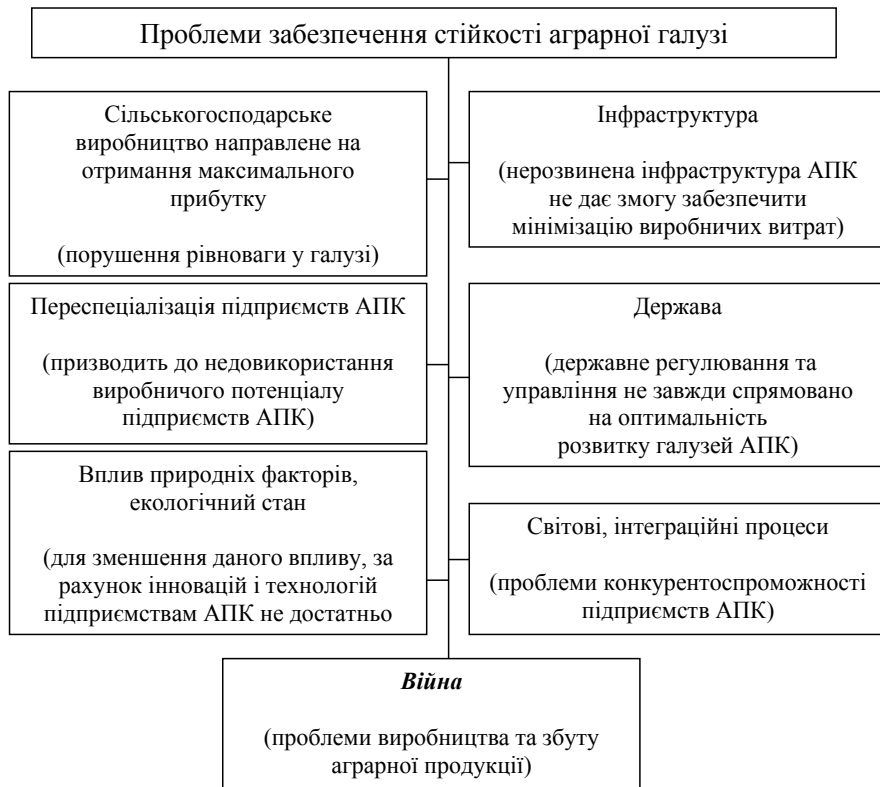 Проблеми забезпечення стійкості аграрної галузі
Сільськогосподарське
виробництво направлене на
отримання максимального
прибутку
(порушення рівноваги у галузі)
Інфраструктура
(нерозвинена інфраструктура АПК
не дає змогу забезпечити
мінімізацію виробничих витрат)
Переспеціалізація підприємств АПК
(призводить до недовикористання
виробничого потенціалу
підприємств АПК)
Держава
(державне регулювання та
управління не завжди спрямовано
на оптимальність
розвитку галузей АПК)
Вплив природніх факторів,
екологічний стан
(для зменшення даного впливу, за
рахунок інновацій і технологій
підприємствам АПК не достатньо
Світові, інтеграційні процеси
(проблеми конкурентоспроможності
підприємств АПК)
Війна
(проблеми виробництва та збуту
аграрної продукції)